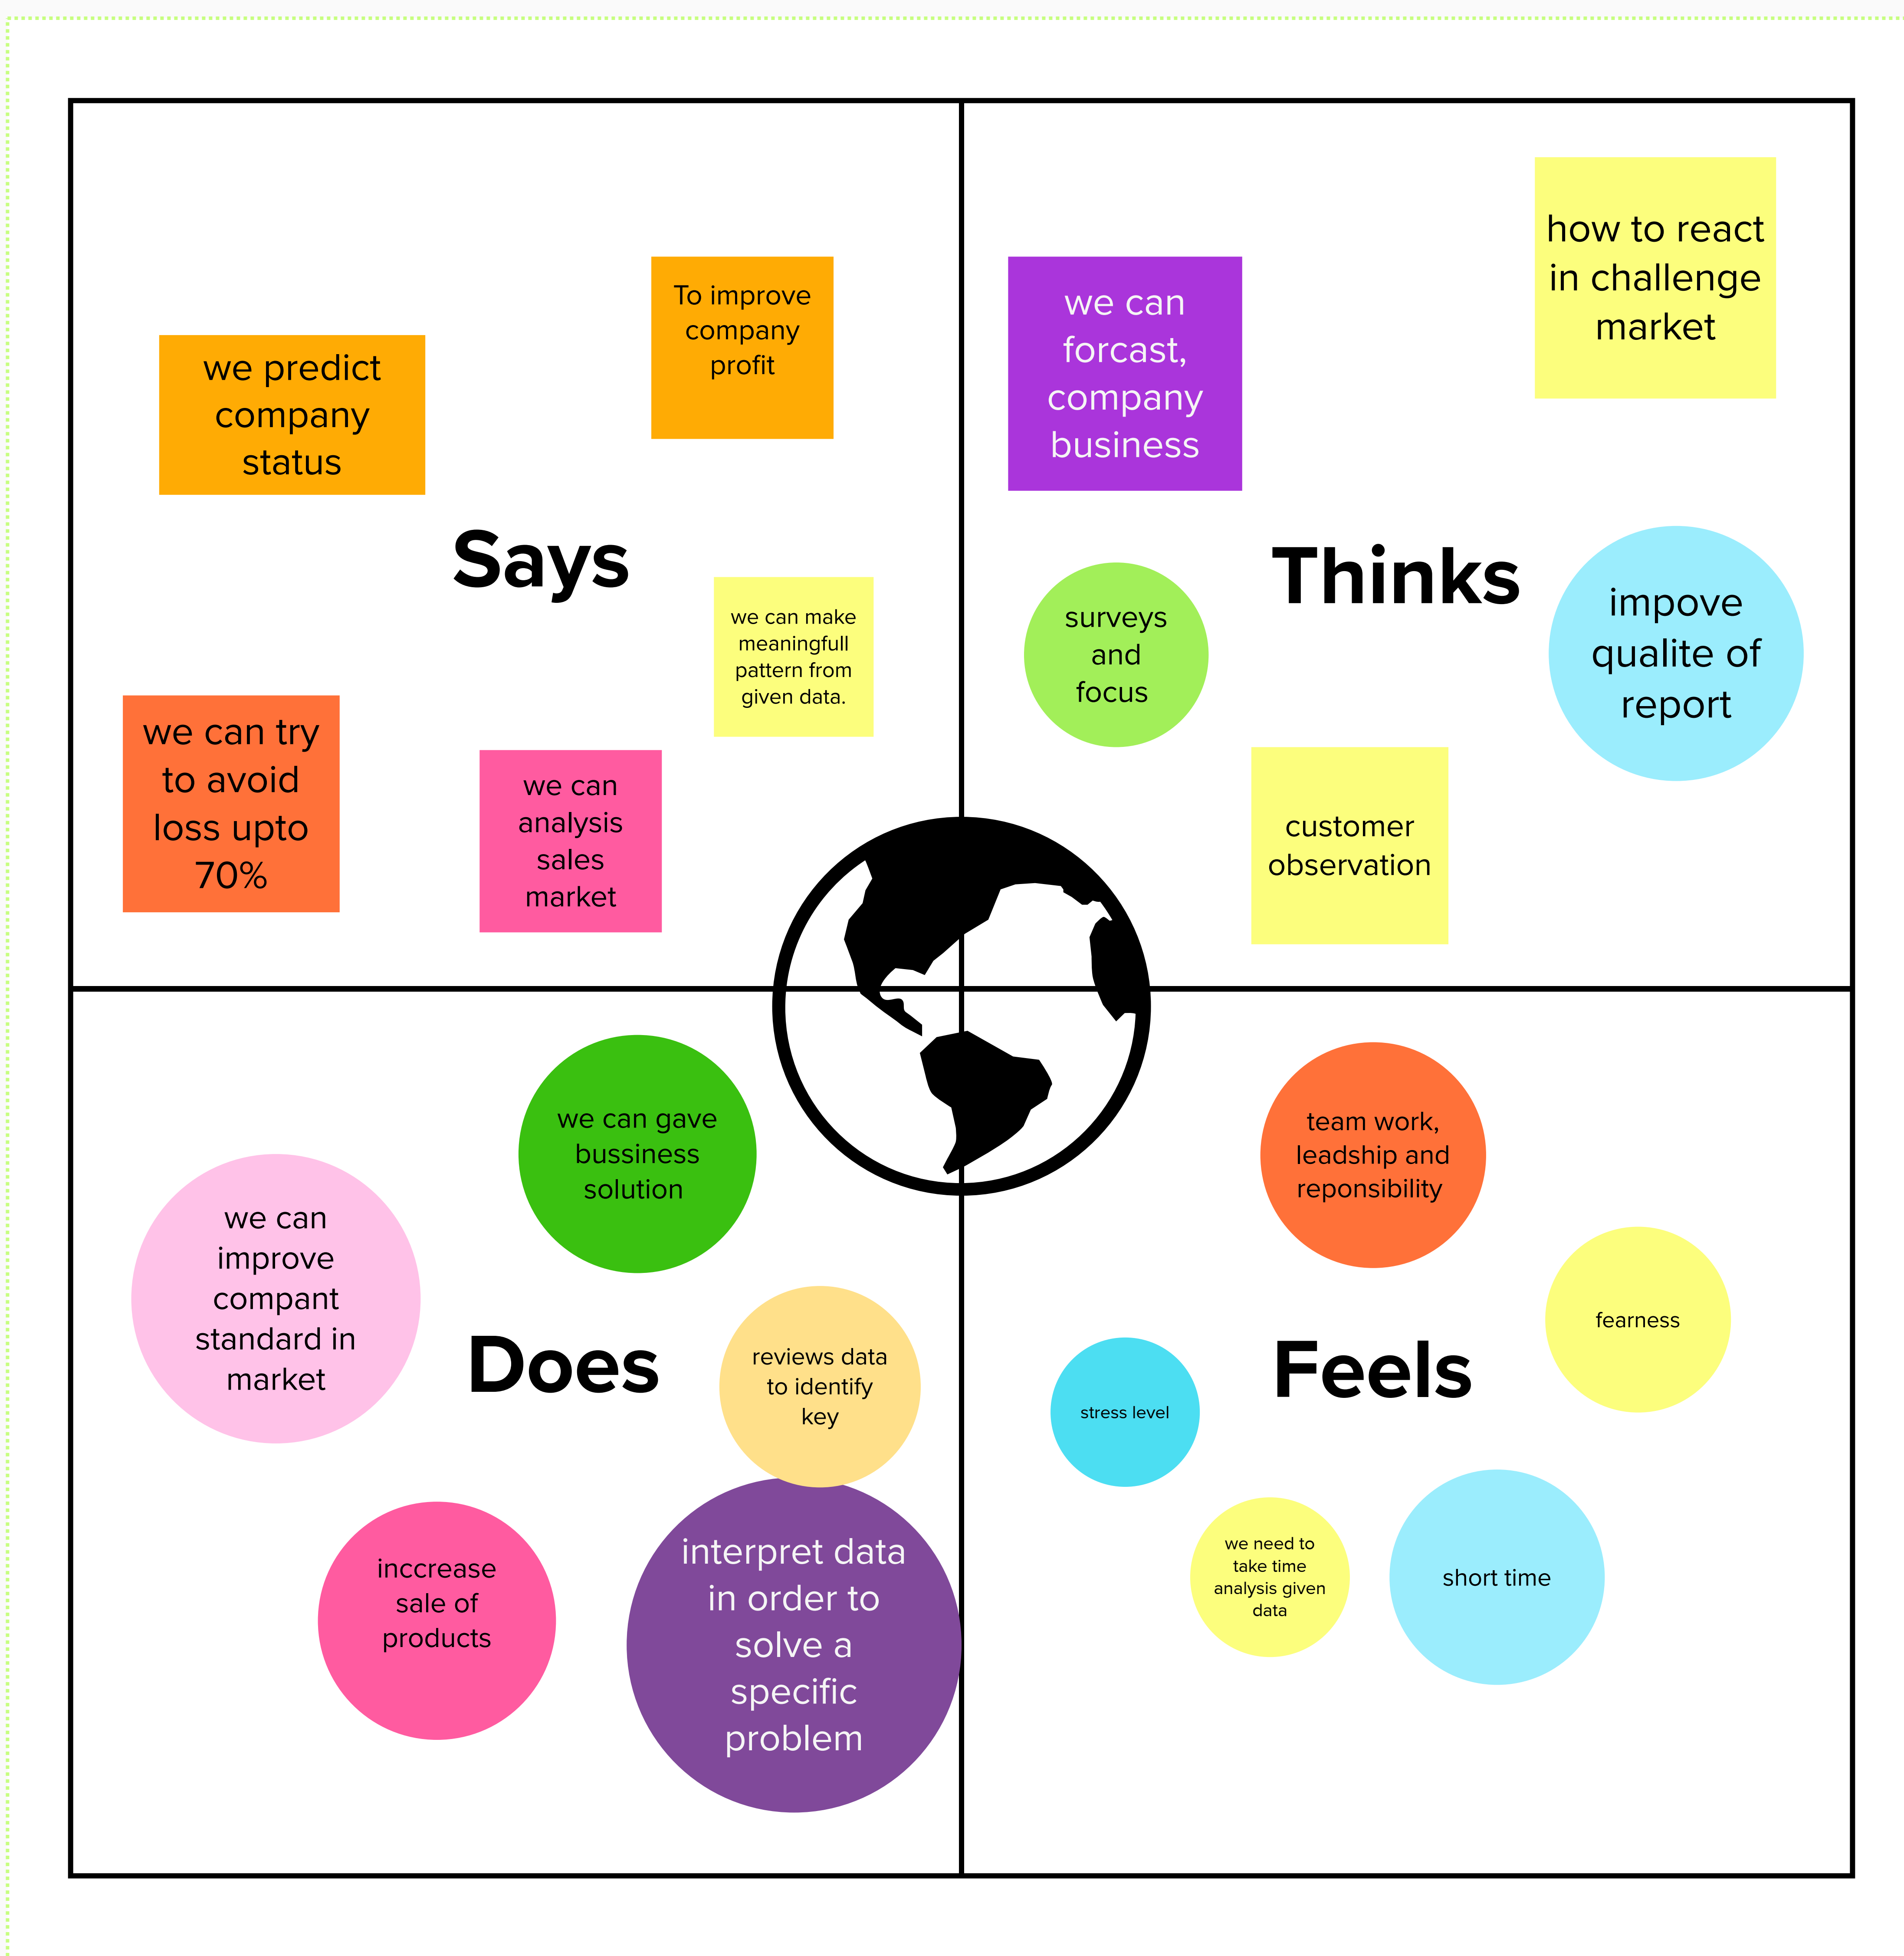 To improve
company
profit
we predict
company
status
Says
we can make
meaningfull
pattern from
given data.
we can try
to avoid
loss upto
70%
we can
analysis
sales
market
how to react
in challenge
market
we can
forcast,
company
business
Thinks
surveys
and
focus
impove
qualite of
report
customer
observation
we can gave
bussiness
solution
we can
improve
compant
standard in
market
Does
reviews data
to identify
key
inccrease
sale of
products
interpret data
in order to
solve a
specific
problem
team work,
leadship and
reponsibility
fearness
Feels
stress level
we need to
take time
analysis given
data
short time